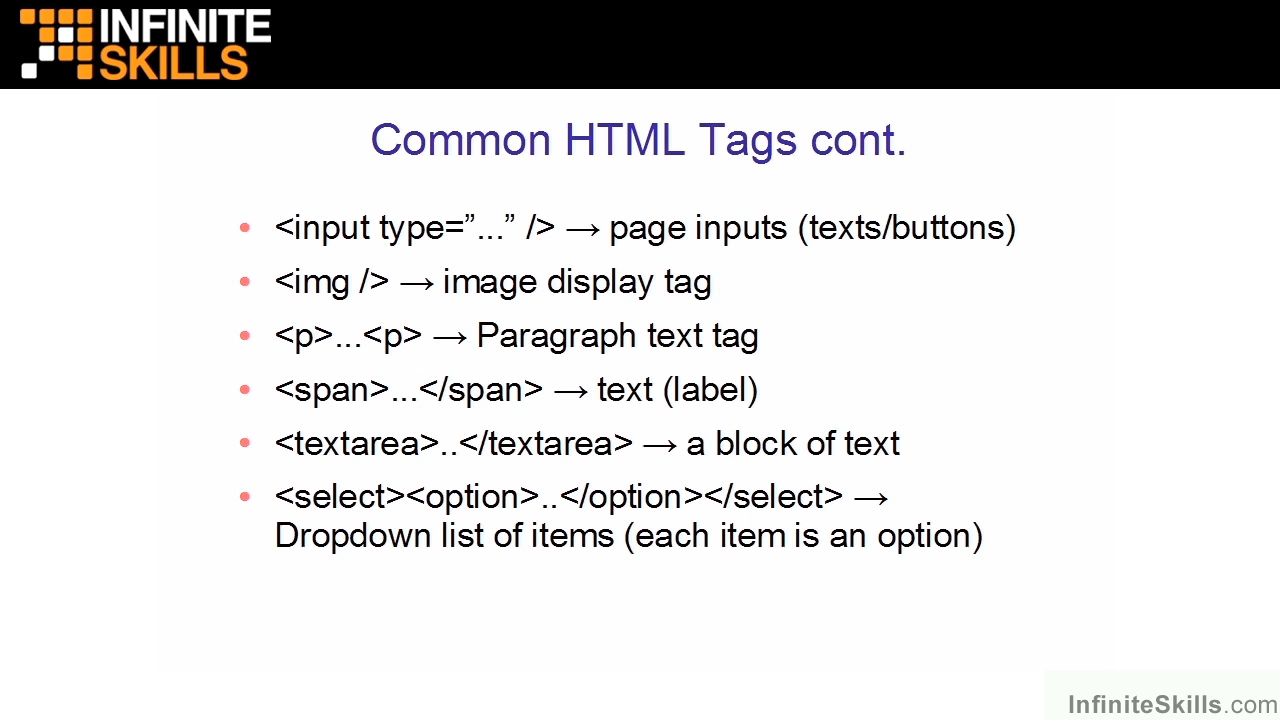 INFINITE
SKILLS
Common HTML Tags cont.
• <input type=”...” /> → page inputs (texts/buttons)
• <img /> → image display tag
• <p>...<p> → Paragraph text tag
• <span>...</span> → text (label)
• <textarea>..</textarea> → a block of text
• <select><option>..</option></select> →
Dropdown list of items (each item is an option)
InfiniteSkills.com